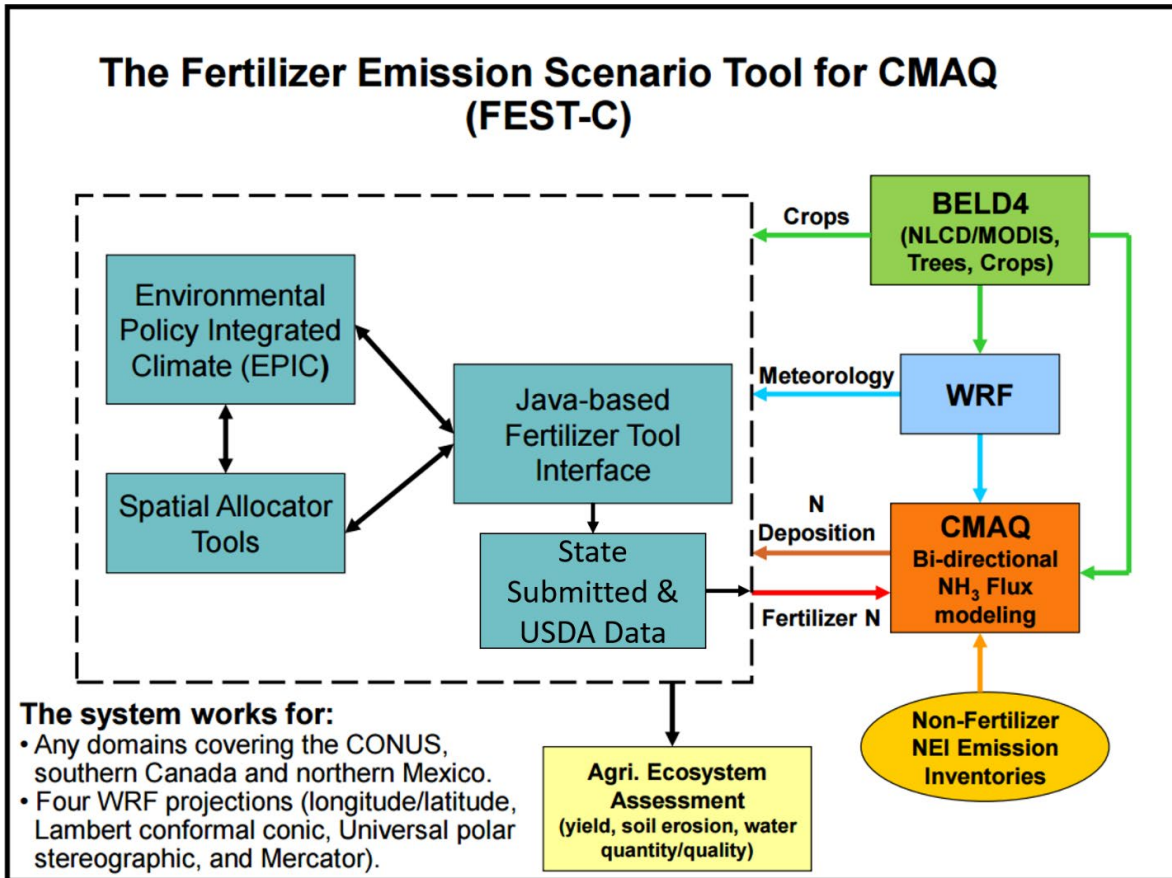 The Fertilizer Emission Scenario Tool for CMAQ
(FEST-C)
Environmental
Policy Integrated
Climate (EPIC)
Spatial Allocator
Tools
Java-based
Fertilizer Tool
Interface
State
Submitted &
USDA Data
Crops
Meteorology
N
Deposition
Fertilizer N
BELD4
(NLCD/MODIS,
Trees, Crops)
WRF
CMAQ
Bi-directional
NH₃ Flux
modeling
Non-Fertilizer
NEI Emission
Inventories
The system works for:
• Any domains covering the CONUS,
southern Canada and northern Mexico.
• Four WRF projections (longitude/latitude,
Lambert conformal conic, Universal polar
stereographic, and Mercator).
Agri. Ecosystem
Assessment
(yield, soil erosion, water
quantity/quality)